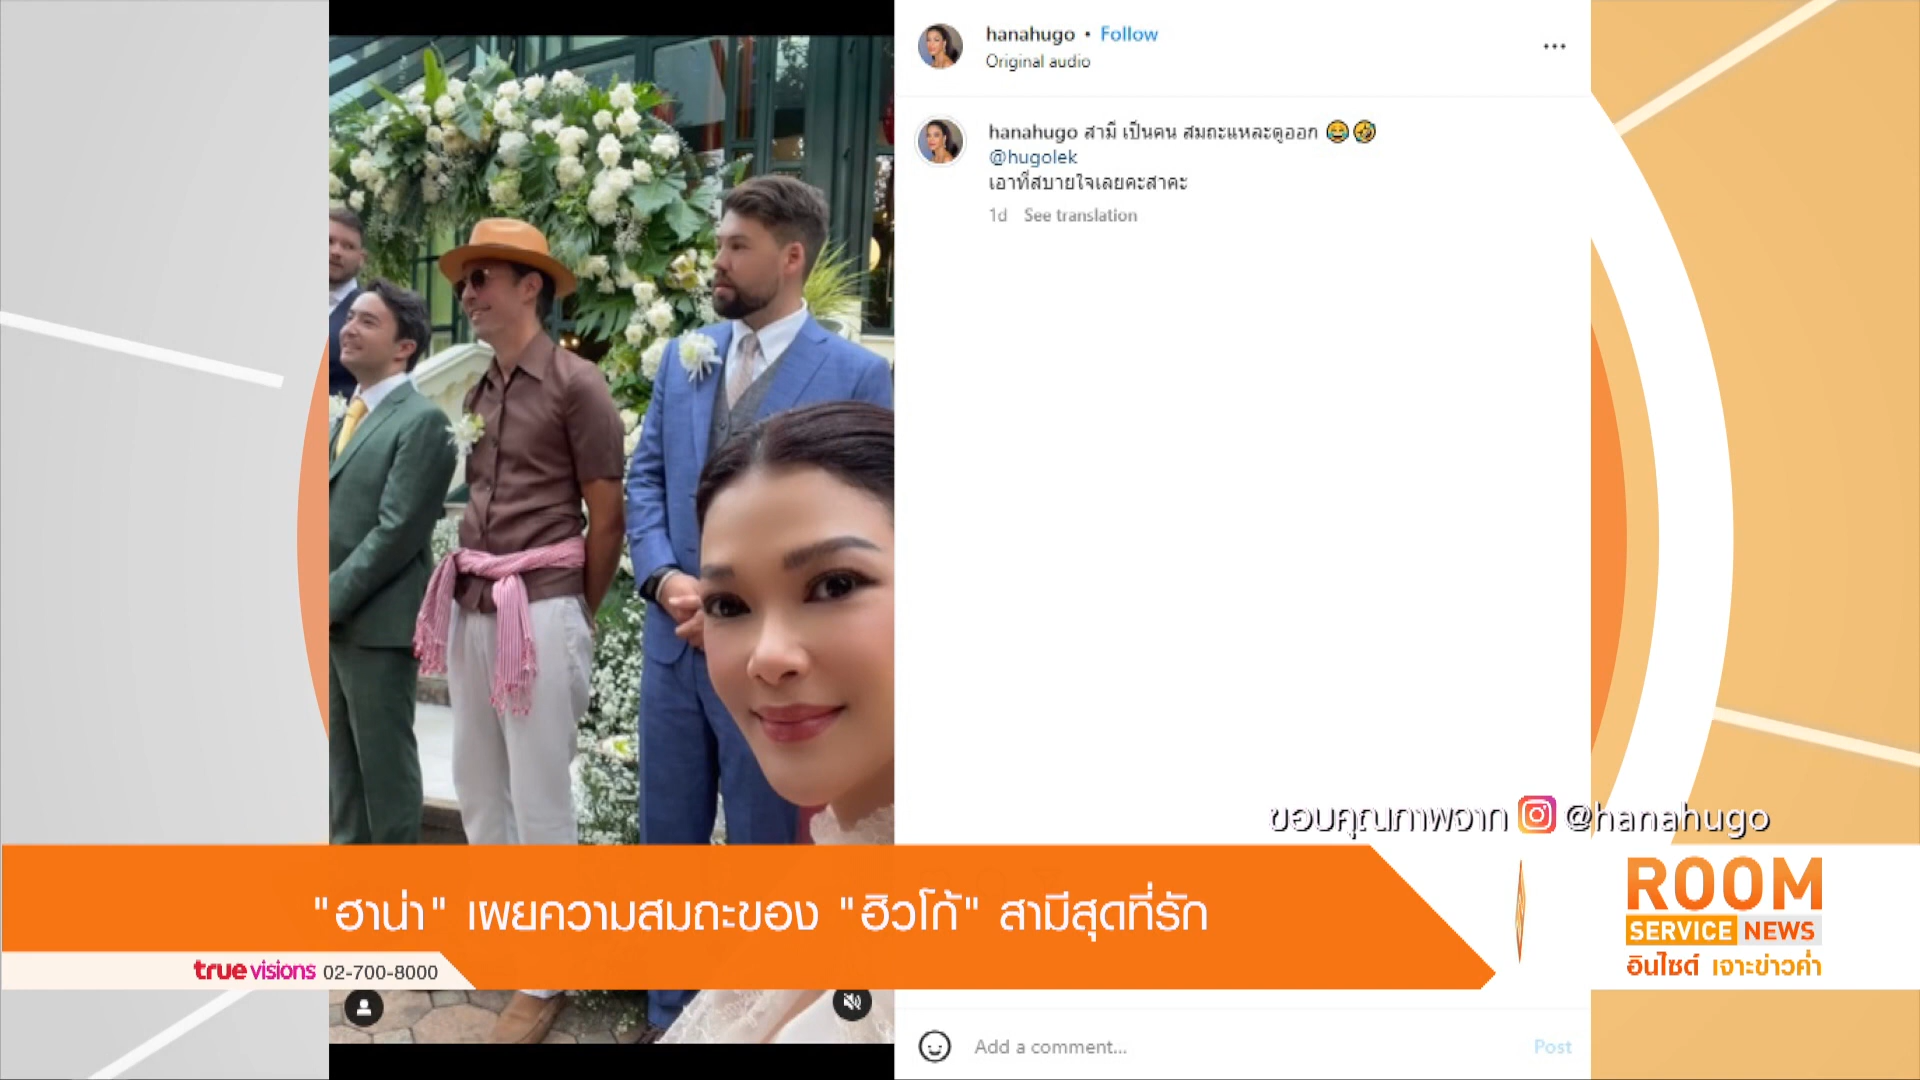 hanahugo • Follow
Original audio
hanahugo สามี เป็นคน สมถะแหละดูออก 😂🤣
@hugolek
เอาที่สบายใจเลยคะสาคะ
1d See translation
ขอบคุณภาพจาก @hanahugo
"ฮาน่า" เผยความสมถะของ "ฮิวโก้" สามีสุดที่รัก
truevisions 02-700-8000
ROOM
SERVICE NEWS
อินไซด์ เจาะข่าวค่ำ
Add a comment...
Post